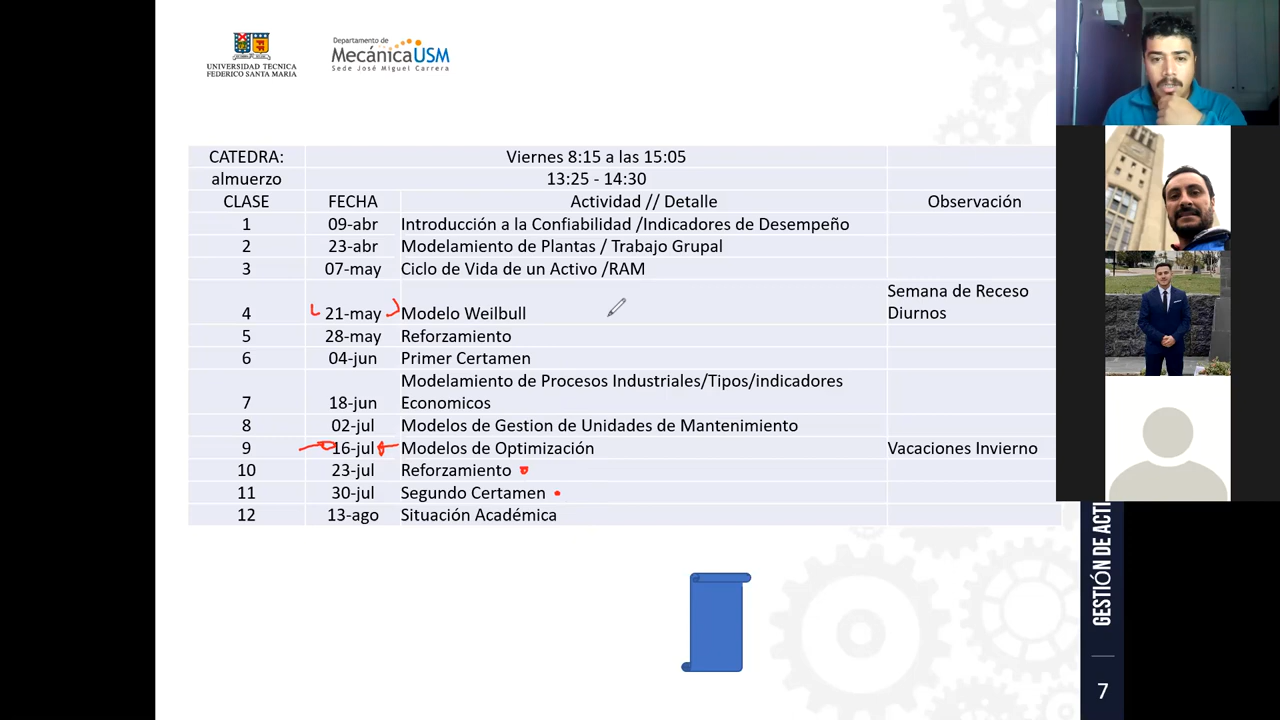 UNIVERSIDAD TECNICA
FEDERICO SANTA MARIA
Departamento de
MecánicaUSM
Sede José Miguel Carrera
CATEDRA: Viernes 8:15 a las 15:05
almuerzo 13:25 - 14:30
CLASE FECHA Actividad // Detalle Observación
1 09-abr Introducción a la Confiabilidad /Indicadores de Desempeño
2 23-abr Modelamiento de Plantas / Trabajo Grupal
3 07-may Ciclo de Vida de un Activo /RAM
4 21-may Modelo Weilbull Semana de Receso
Diurnos
5 28-may Reforzamiento
6 04-jun Primer Certamen
7 18-jun Modelamiento de Procesos Industriales/Tipos/indicadores
Economicos
8 02-jul Modelos de Gestion de Unidades de Mantenimiento
9 16-jul Modelos de Optimización Vacaciones Invierno
10 23-jul Reforzamiento
11 30-jul Segundo Certamen
12 13-ago Situación Académica
GESTIÓN DE ACTI
7